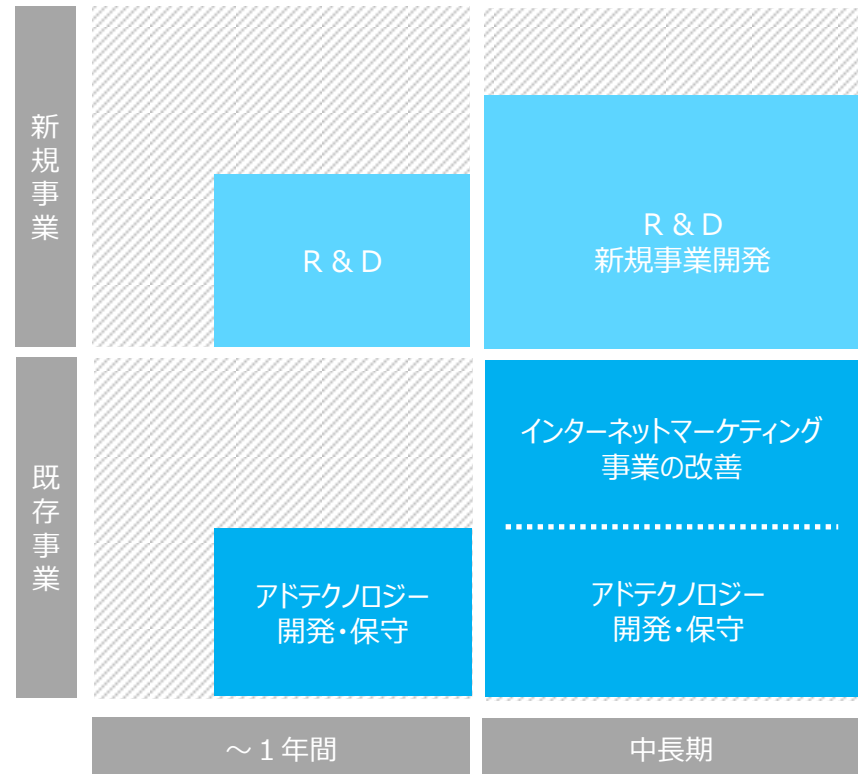 新規事業
R & D
R & D
新規事業開発
既存事業
インターネットマーケティング
事業の改善
アドテクノロジー
開発・保守
アドテクノロジー
開発・保守
～１年間
中長期